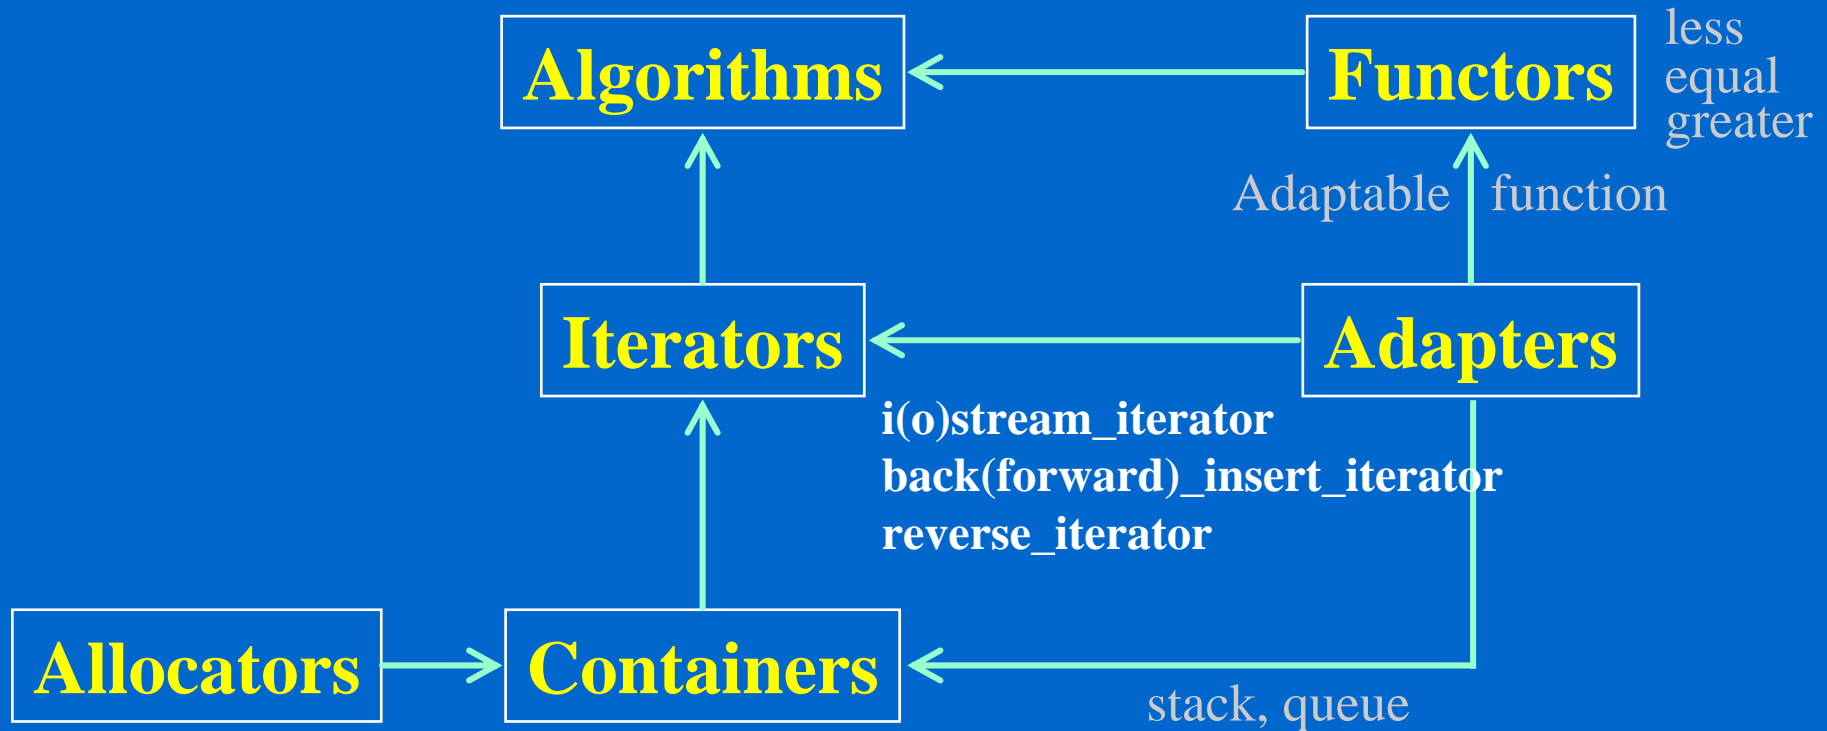 Algorithms
Functors
less
equal
greater
Adaptable function
Iterators
Adapters
i(o)stream_iterator
back(forward)_insert_iterator
reverse_iterator
Allocators
Containers
stack, queue